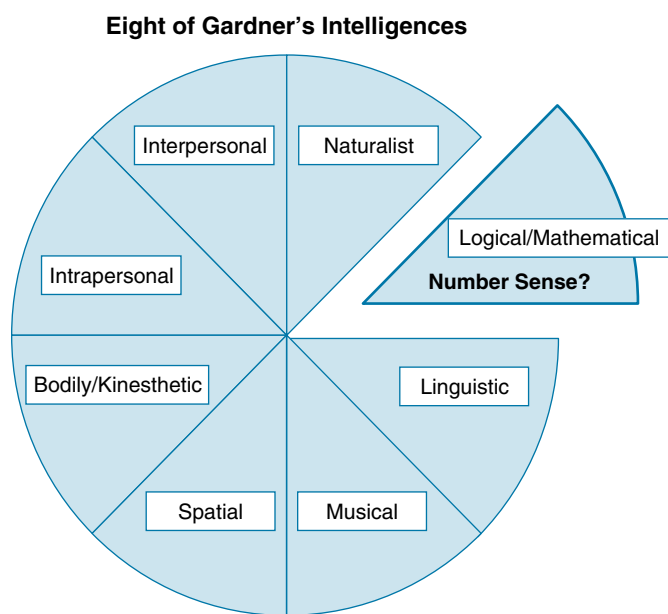 Eight of Gardner's Intelligences
Interpersonal
Naturalist
Logical/Mathematical
Number Sense?
Intrapersonal
Bodily/Kinesthetic
Linguistic
Spatial
Musical